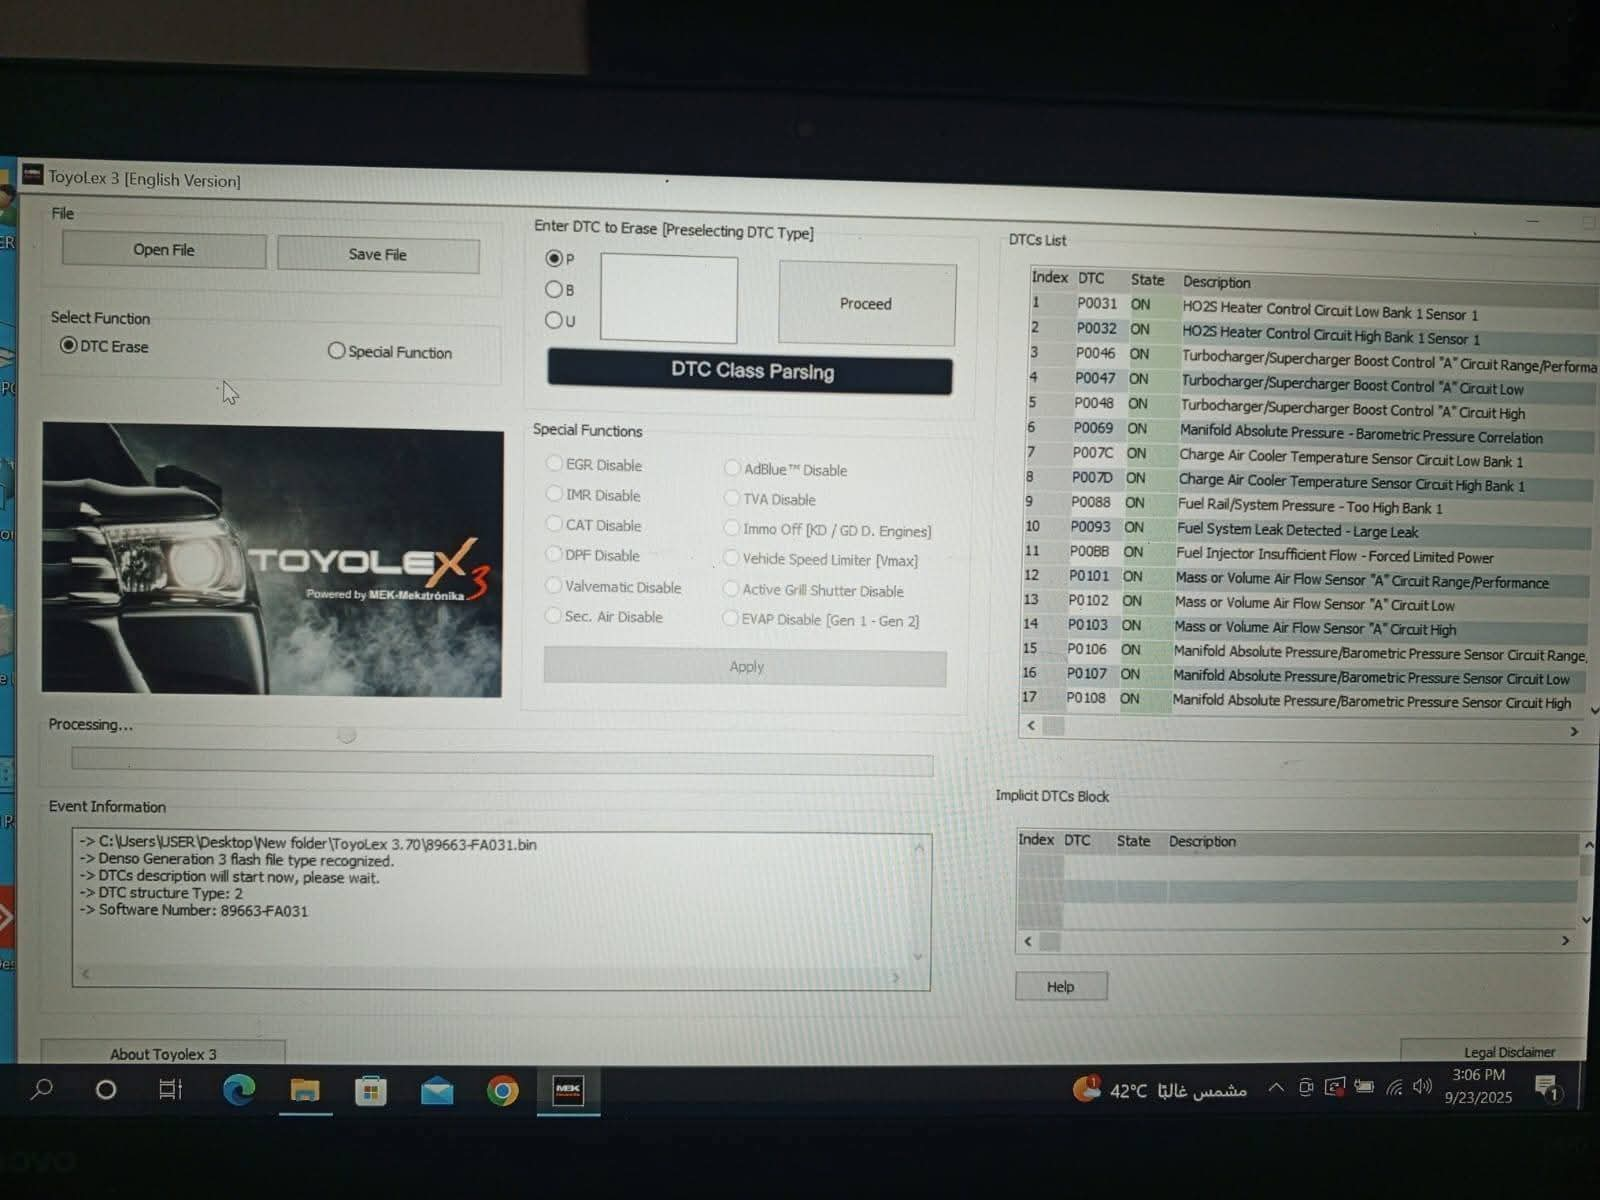 ToyoLex 3 [English Version]
File
Open File
Save File
Select Function
DTC Erase
Special Function
TOYOLEX3
Powered by MEK-Mekatrónika
Enter DTC to Erase [Preselecting DTC Type]
P
B
U
Proceed
DTC Class Parsing
Special Functions
EGR Disable
AdBlue™ Disable
IMR Disable
TVA Disable
CAT Disable
Immo Off [KD / GD D. Engines]
DPF Disable
Vehicle Speed Limiter [Vmax]
Valvematic Disable
Active Grill Shutter Disable
Sec. Air Disable
EVAP Disable [Gen 1 - Gen 2]
Apply
DTCs List
Index DTC State Description
1 P0031 ON HO2S Heater Control Circuit Low Bank 1 Sensor 1
2 P0032 ON HO2S Heater Control Circuit High Bank 1 Sensor 1
3 P0046 ON Turbocharger/Supercharger Boost Control "A" Circuit Range/Performa
4 P0047 ON Turbocharger/Supercharger Boost Control "A" Circuit Low
5 P0048 ON Turbocharger/Supercharger Boost Control "A" Circuit High
6 P0069 ON Manifold Absolute Pressure - Barometric Pressure Correlation
7 P007C ON Charge Air Cooler Temperature Sensor Circuit Low Bank 1
8 P007D ON Charge Air Cooler Temperature Sensor Circuit High Bank 1
9 P0088 ON Fuel Rail/System Pressure - Too High Bank 1
10 P0093 ON Fuel System Leak Detected - Large Leak
11 P00BB ON Fuel Injector Insufficient Flow - Forced Limited Power
12 P0101 ON Mass or Volume Air Flow Sensor "A" Circuit Range/Performance
13 P0102 ON Mass or Volume Air Flow Sensor "A" Circuit Low
14 P0103 ON Mass or Volume Air Flow Sensor "A" Circuit High
15 P0106 ON Manifold Absolute Pressure/Barometric Pressure Sensor Circuit Range,
16 P0107 ON Manifold Absolute Pressure/Barometric Pressure Sensor Circuit Low
17 P0108 ON Manifold Absolute Pressure/Barometric Pressure Sensor Circuit High
Processing...
Event Information
-> C:\Users\USER\Desktop\New folder\ToyoLex 3.70\89663-FA031.bin
-> Denso Generation 3 flash file type recognized.
-> DTCs description will start now, please wait.
-> DTC structure Type: 2
-> Software Number: 89663-FA031
Implicit DTCs Block
Index DTC State Description
Help
About Toyolex 3
Legal Disclaimer
MEK
1
42°C مشمس غالبًا
3:06 PM
9/23/2025
1